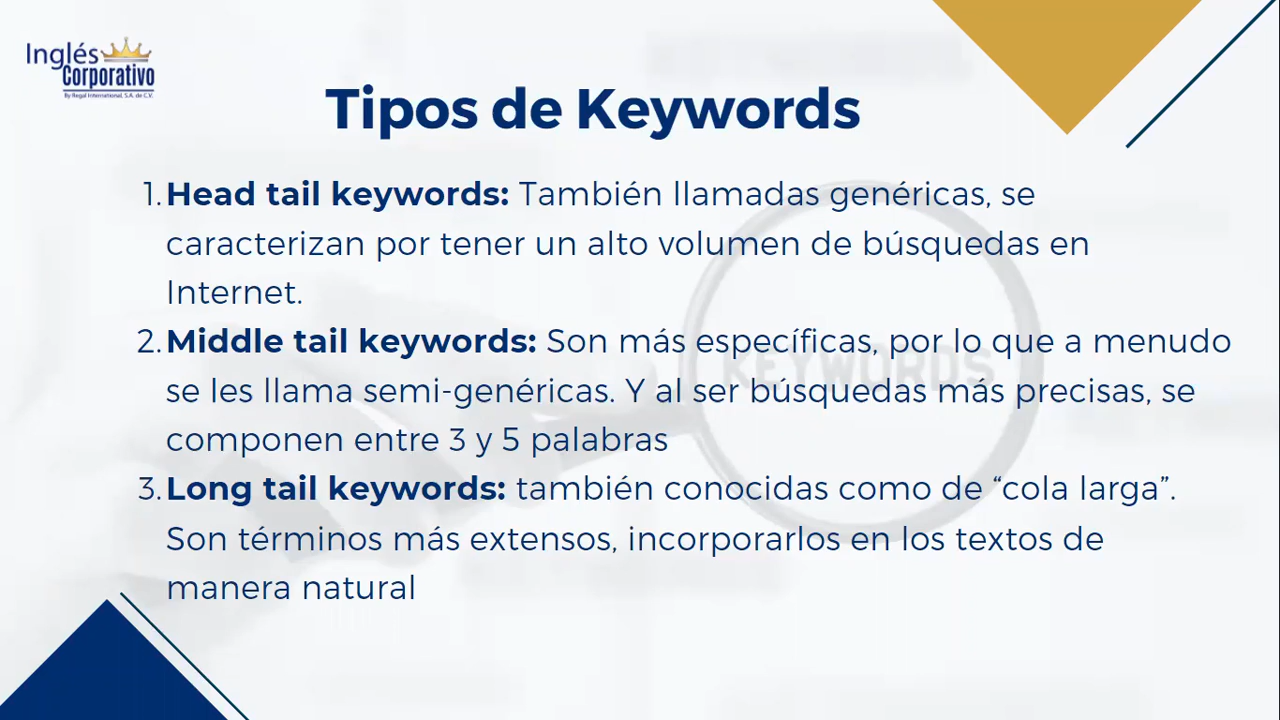 Inglés
Corporativo
By Regal International, S.A. de C.V.
Tipos de Keywords
1. Head tail keywords: También llamadas genéricas, se
caracterizan por tener un alto volumen de búsquedas en
Internet.
2. Middle tail keywords: Son más específicas, por lo que a menudo
se les llama semi-genéricas. Y al ser búsquedas más precisas, se
componen entre 3 y 5 palabras
3. Long tail keywords: también conocidas como de “cola larga”.
Son términos más extensos, incorporarlos en los textos de
manera natural
KEYWORDS